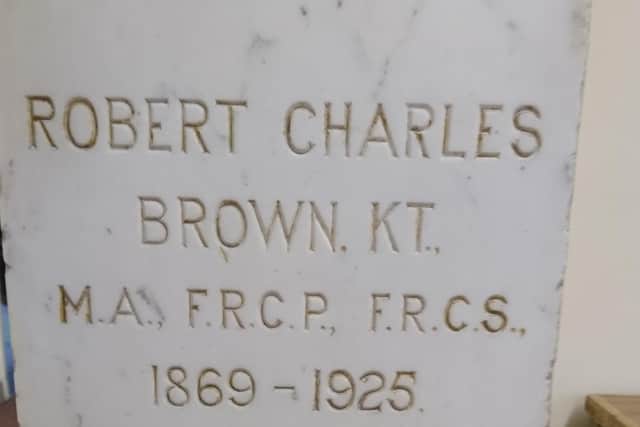 ROBERT CHARLES
BROWN. KT.,
M.A., F.R.C.P., F.R.C.S.,
1869 - 1925.